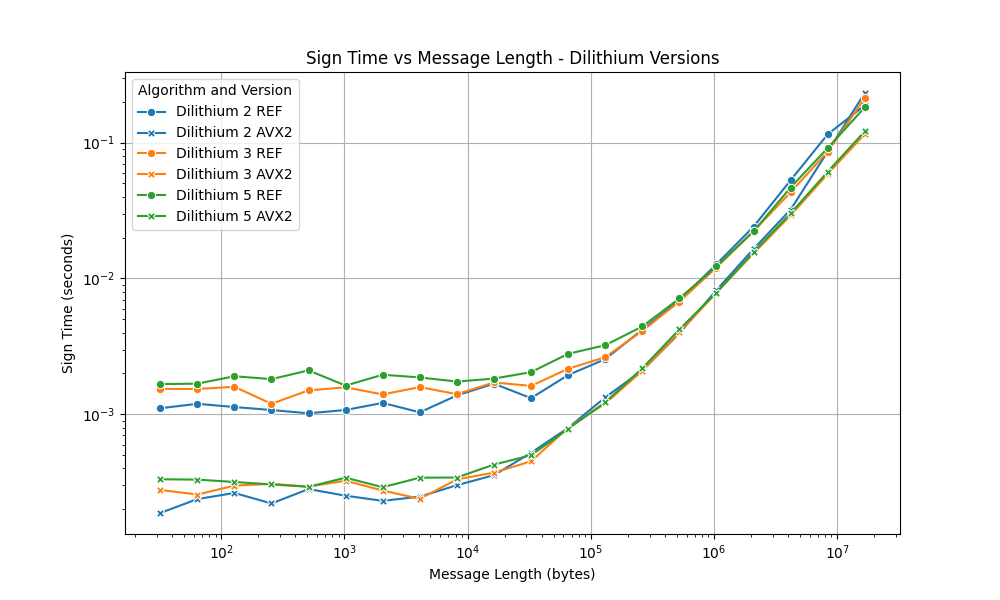 Sign Time vs Message Length - Dilithium Versions
Algorithm and Version
Dilithium 2 REF
Dilithium 2 AVX2
Dilithium 3 REF
Dilithium 3 AVX2
Dilithium 5 REF
Dilithium 5 AVX2
Sign Time (seconds)
10⁻¹
10⁻²
10⁻³
10² 10³ 10⁴ 10⁵ 10⁶ 10⁷
Message Length (bytes)